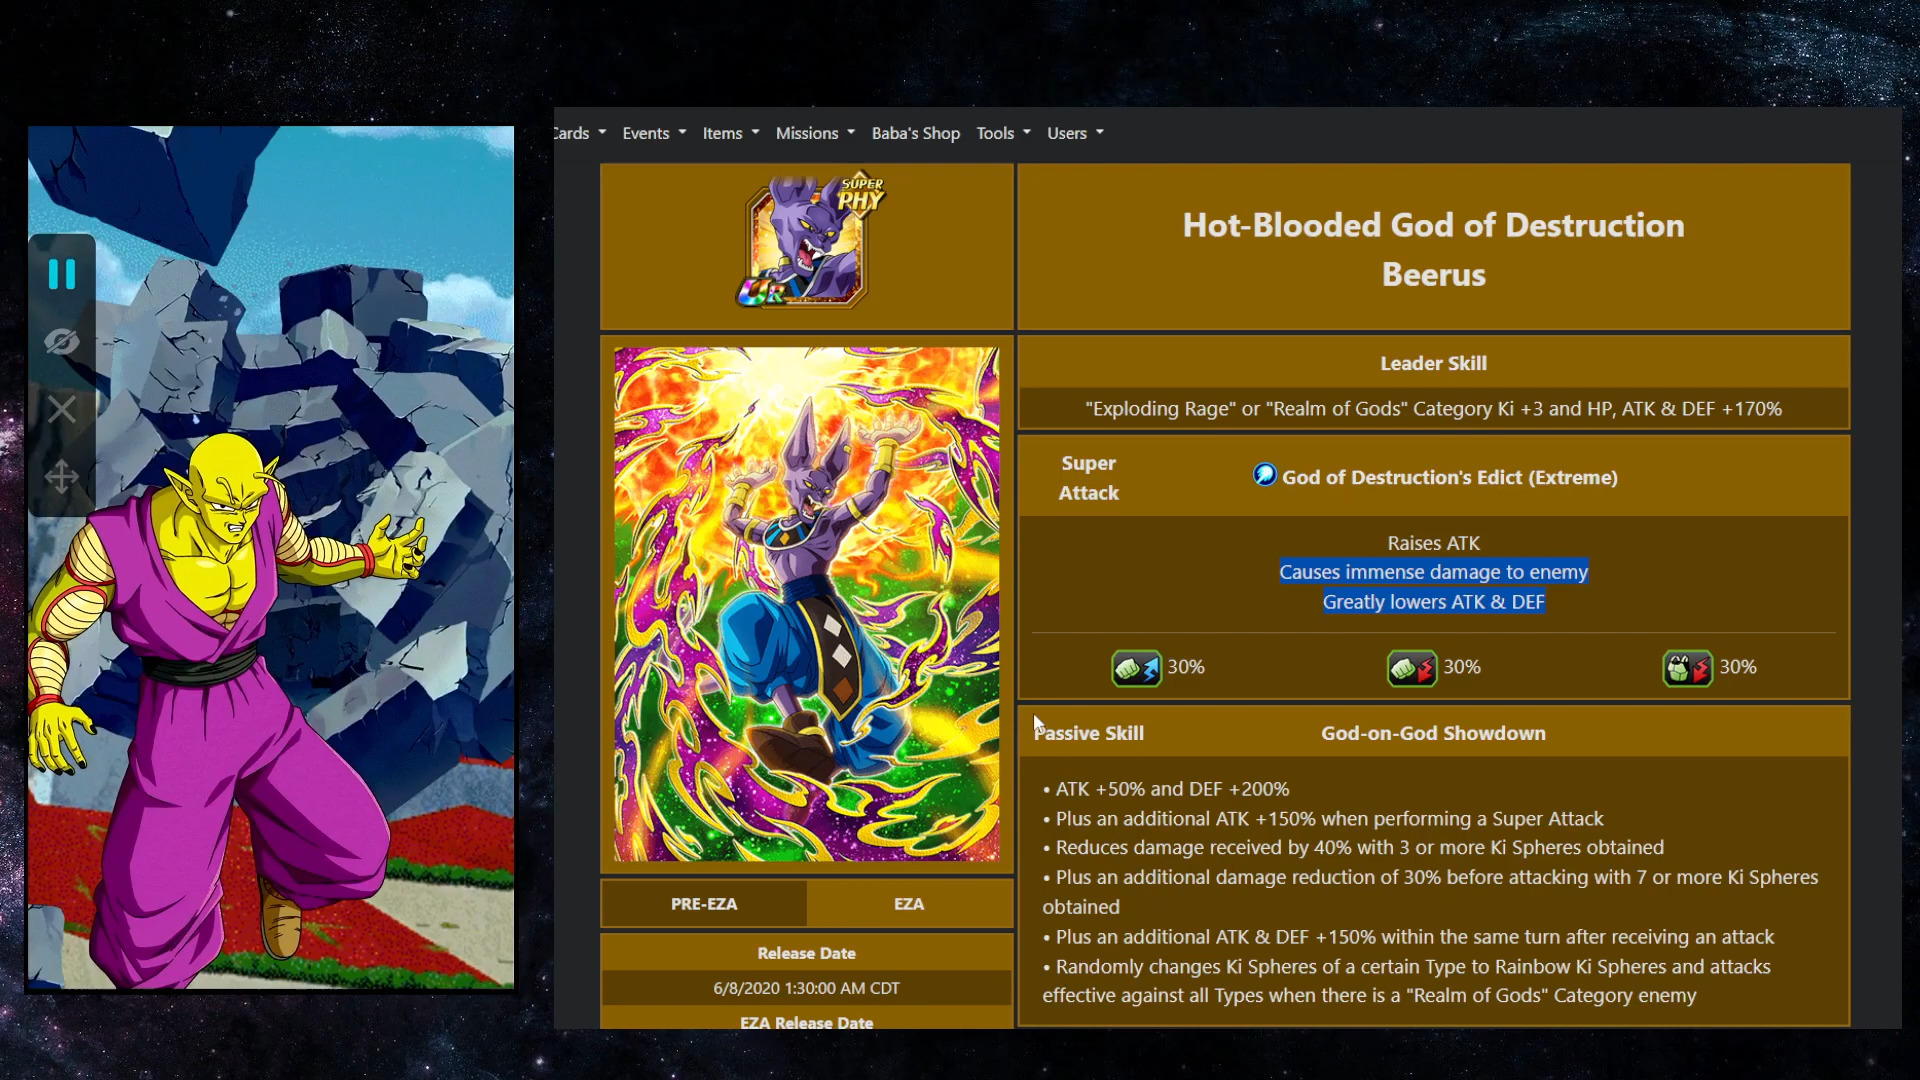 Cards Events Items Missions Baba's Shop Tools Users
SUPER
PHY
UR
Hot-Blooded God of Destruction
Beerus
Leader Skill
"Exploding Rage" or "Realm of Gods" Category Ki +3 and HP, ATK & DEF +170%
Super
Attack
God of Destruction's Edict (Extreme)
Raises ATK
Causes immense damage to enemy
Greatly lowers ATK & DEF
30% 30% 30%
Passive Skill God-on-God Showdown
• ATK +50% and DEF +200%
• Plus an additional ATK +150% when performing a Super Attack
• Reduces damage received by 40% with 3 or more Ki Spheres obtained
• Plus an additional damage reduction of 30% before attacking with 7 or more Ki Spheres
obtained
• Plus an additional ATK & DEF +150% within the same turn after receiving an attack
• Randomly changes Ki Spheres of a certain Type to Rainbow Ki Spheres and attacks
effective against all Types when there is a "Realm of Gods" Category enemy
PRE-EZA EZA
Release Date
6/8/2020 1:30:00 AM CDT
EZA Release Date